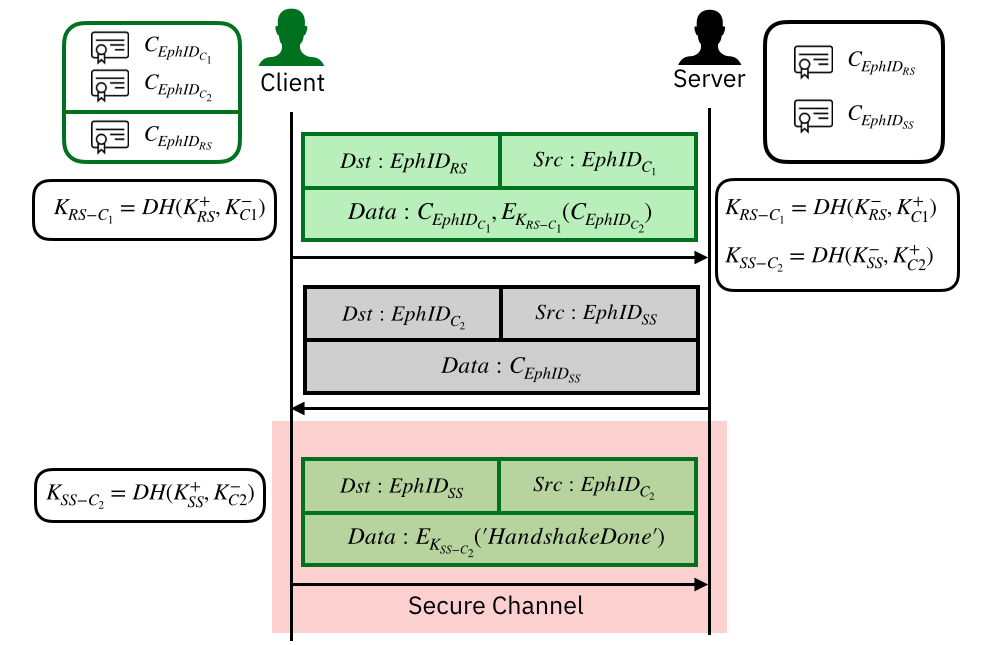 C_{EphID_{C_1}}
C_{EphID_{C_2}}
C_{EphID_{RS}}
Client
Server
C_{EphID_{RS}}
C_{EphID_{SS}}
K_{RS-C_1} = DH(K_{RS}^+, K_{C1}^-)
Dst : EphID_{RS}
Src : EphID_{C_1}
Data : C_{EphID_{C_1}}, E_{K_{RS-C_1}}(C_{EphID_{C_2}})
K_{RS-C_1} = DH(K_{RS}^-, K_{C1}^+)
K_{SS-C_2} = DH(K_{SS}^-, K_{C2}^+)
Dst : EphID_{C_2}
Src : EphID_{SS}
Data : C_{EphID_{SS}}
K_{SS-C_2} = DH(K_{SS}^+, K_{C2}^-)
Dst : EphID_{SS}
Src : EphID_{C_2}
Data : E_{K_{SS-C_2}}('HandshakeDone')
Secure Channel